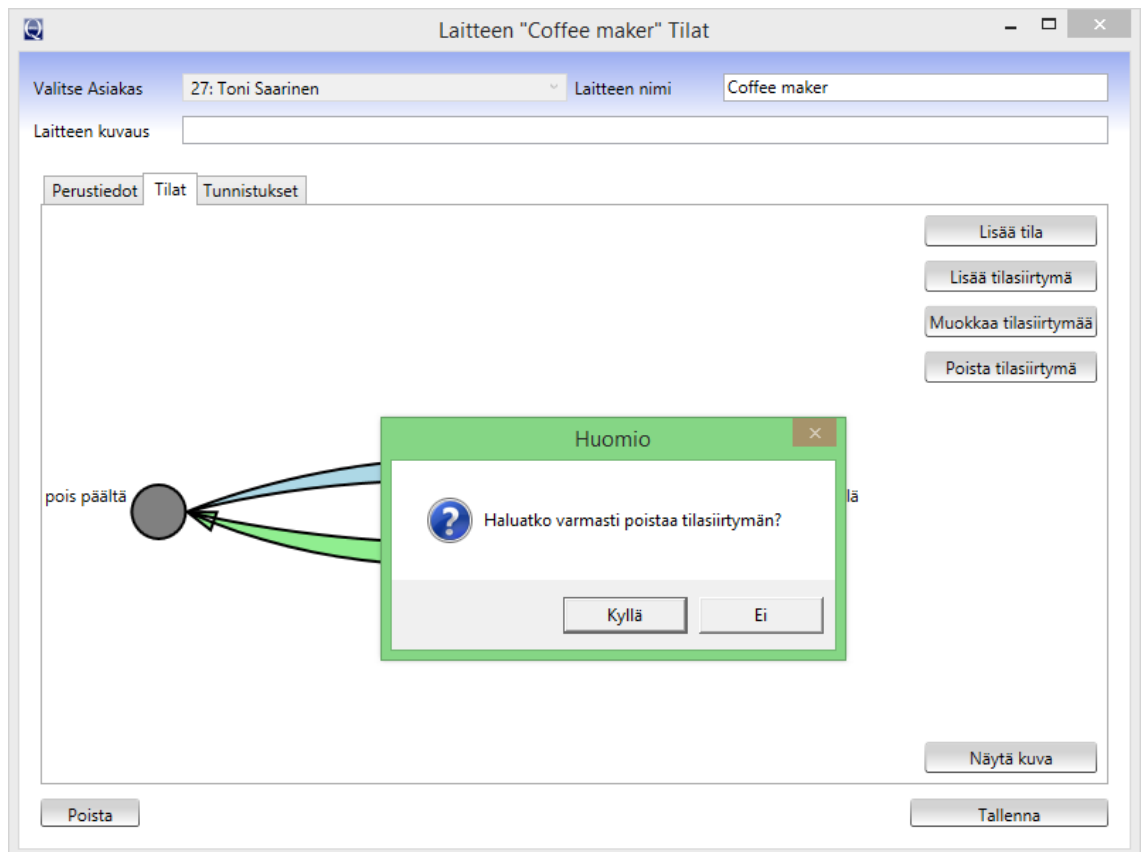 Laitteen "Coffee maker" Tilat
Valitse Asiakas 27: Toni Saarinen Laitteen nimi Coffee maker
Laitteen kuvaus
Perustiedot Tilat Tunnistukset
Lisää tila
Lisää tilasiirtymä
Muokkaa tilasiirtymää
Poista tilasiirtymä
Huomio
pois päältä
Haluatko varmasti poistaa tilasiirtymän?
lä
Kyllä Ei
Näytä kuva
Poista Tallenna